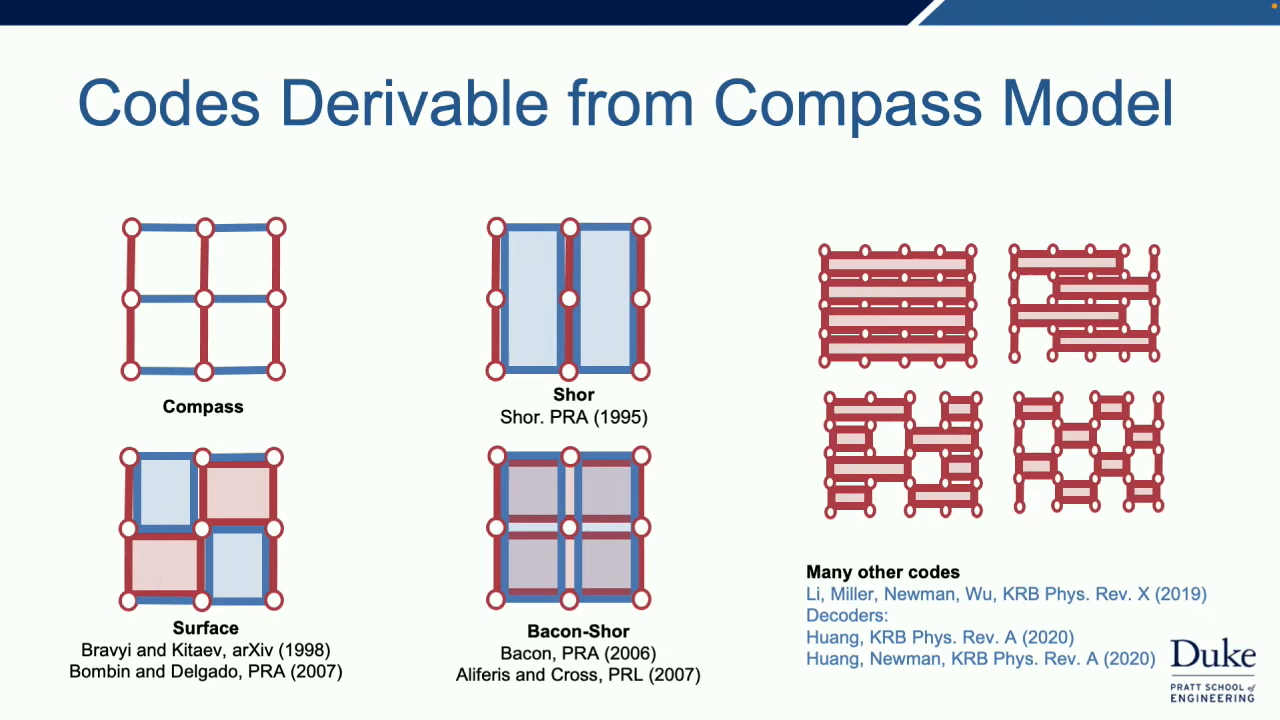 Codes Derivable from Compass Model
Compass
Shor
Shor. PRA (1995)
Surface
Bravyi and Kitaev, arXiv (1998)
Bombin and Delgado, PRA (2007)
Bacon-Shor
Bacon, PRA (2006)
Aliferis and Cross, PRL (2007)
Many other codes
Li, Miller, Newman, Wu, KRB Phys. Rev. X (2019)
Decoders:
Huang, KRB Phys. Rev. A (2020)
Huang, Newman, KRB Phys. Rev. A (2020)
Duke
PRATT SCHOOL of
ENGINEERING